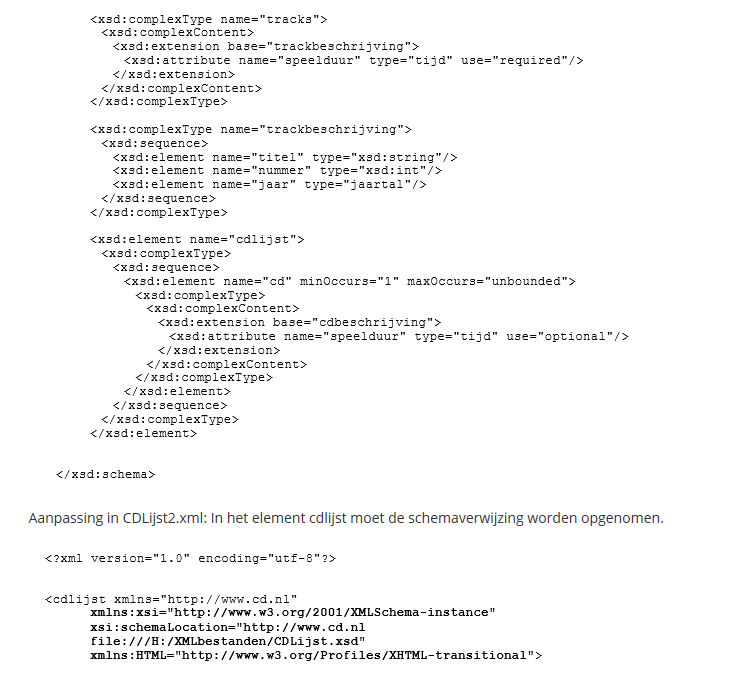 <xsd:complexType name="tracks">
<xsd:complexContent>
<xsd:extension base="trackbeschrijving">
<xsd:attribute name="speelduur" type="tijd" use="required"/>
</xsd:extension>
</xsd:complexContent>
</xsd:complexType>
<xsd:complexType name="trackbeschrijving">
<xsd:sequence>
<xsd:element name="titel" type="xsd:string"/>
<xsd:element name="nummer" type="xsd:int"/>
<xsd:element name="jaar" type="jaartal"/>
</xsd:sequence>
</xsd:complexType>
<xsd:element name="cdlijst">
<xsd:complexType>
<xsd:sequence>
<xsd:element name="cd" minOccurs="1" maxOccurs="unbounded">
<xsd:complexType>
<xsd:complexContent>
<xsd:extension base="cdbeschrijving">
<xsd:attribute name="speelduur" type="tijd" use="optional"/>
</xsd:extension>
</xsd:complexContent>
</xsd:complexType>
</xsd:element>
</xsd:sequence>
</xsd:complexType>
</xsd:element>
</xsd:schema>
Aanpassing in CDLijst2.xml: In het element cdlijst moet de schemaverwijzing worden opgenomen.
<?xml version="1.0" encoding="utf-8"?>
<cdlijst xmlns="http://www.cd.nl"
xmlns:xsi="http://www.w3.org/2001/XMLSchema-instance"
xsi:schemaLocation="http://www.cd.nl
file:///H:/XMLbestanden/CDLijst.xsd"
xmlns:HTML="http://www.w3.org/Profiles/XHTML-transitional">